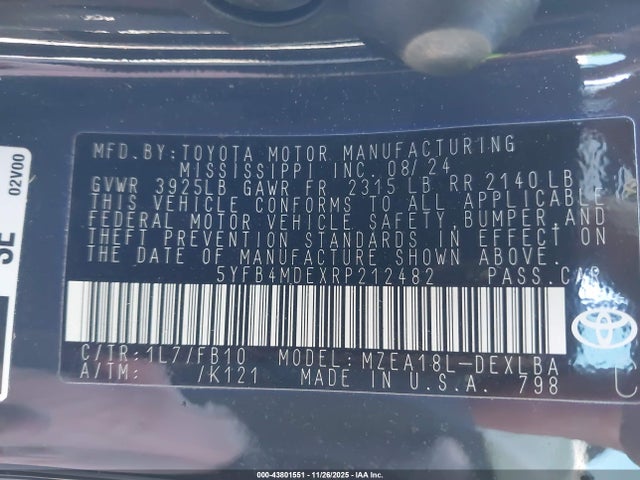 MFD.BY:TOYOTA MOTOR MANUFACTURING
MISSISSIPPI INC. 08/24
GVWR 3925LB GAWR FR 2315 LB RR 2140 LB
THIS VEHICLE CONFORMS TO ALL APPLICABLE
FEDERAL MOTOR VEHICLE SAFETY, BUMPER, AND
THEFT PREVENTION STANDARDS IN EFFECT ON
THE DATE OF MANUFACTURE SHOWN ABOVE.
5YFB4MDEXRP212482 PASS.CAR
C/TR: 1L7/FB10 MODEL: MZEA18L-DEXLBA
A/TM: /K121 MADE IN U.S.A. 798
02V00
SE
000-43801551 | 11/26/2025 | IAA Inc.